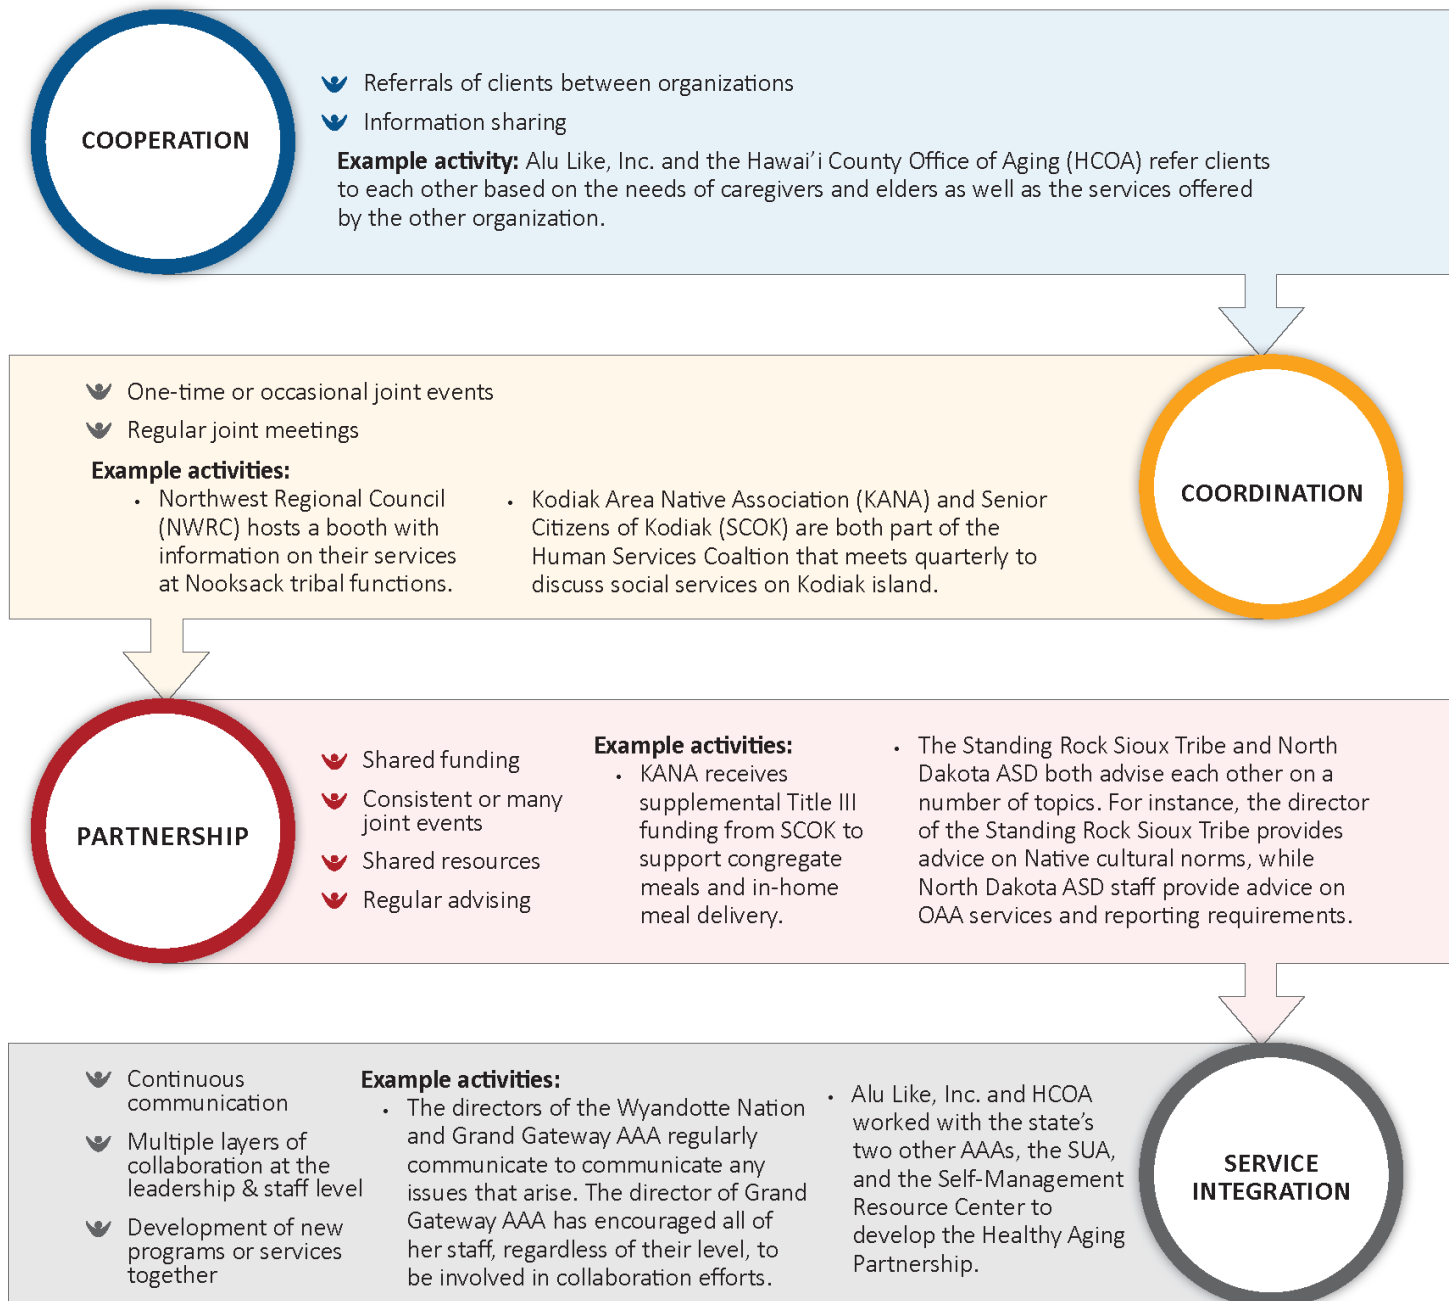 COOPERATION
Referrals of clients between organizations
Information sharing
Example activity: Alu Like, Inc. and the Hawai’i County Office of Aging (HCOA) refer clients
to each other based on the needs of caregivers and elders as well as the services offered
by the other organization.
One-time or occasional joint events
Regular joint meetings
Example activities:
• Northwest Regional Council
(NWRC) hosts a booth with
information on their services
at Nooksack tribal functions.
• Kodiak Area Native Association (KANA) and Senior
Citizens of Kodiak (SCOK) are both part of the
Human Services Coaltion that meets quarterly to
discuss social services on Kodiak island.
COORDINATION
PARTNERSHIP
Shared funding
Consistent or many
joint events
Shared resources
Regular advising
Example activities:
• KANA receives
supplemental Title III
funding from SCOK to
support congregate
meals and in-home
meal delivery.
• The Standing Rock Sioux Tribe and North
Dakota ASD both advise each other on a
number of topics. For instance, the director
of the Standing Rock Sioux Tribe provides
advice on Native cultural norms, while
North Dakota ASD staff provide advice on
OAA services and reporting requirements.
Continuous
communication
Multiple layers of
collaboration at the
leadership & staff level
Development of new
programs or services
together
Example activities:
• The directors of the Wyandotte Nation
and Grand Gateway AAA regularly
communicate to communicate any
issues that arise. The director of Grand
Gateway AAA has encouraged all of
her staff, regardless of their level, to
be involved in collaboration efforts.
• Alu Like, Inc. and HCOA
worked with the state’s
two other AAAs, the SUA,
and the Self-Management
Resource Center to
develop the Healthy Aging
Partnership.
SERVICE
INTEGRATION